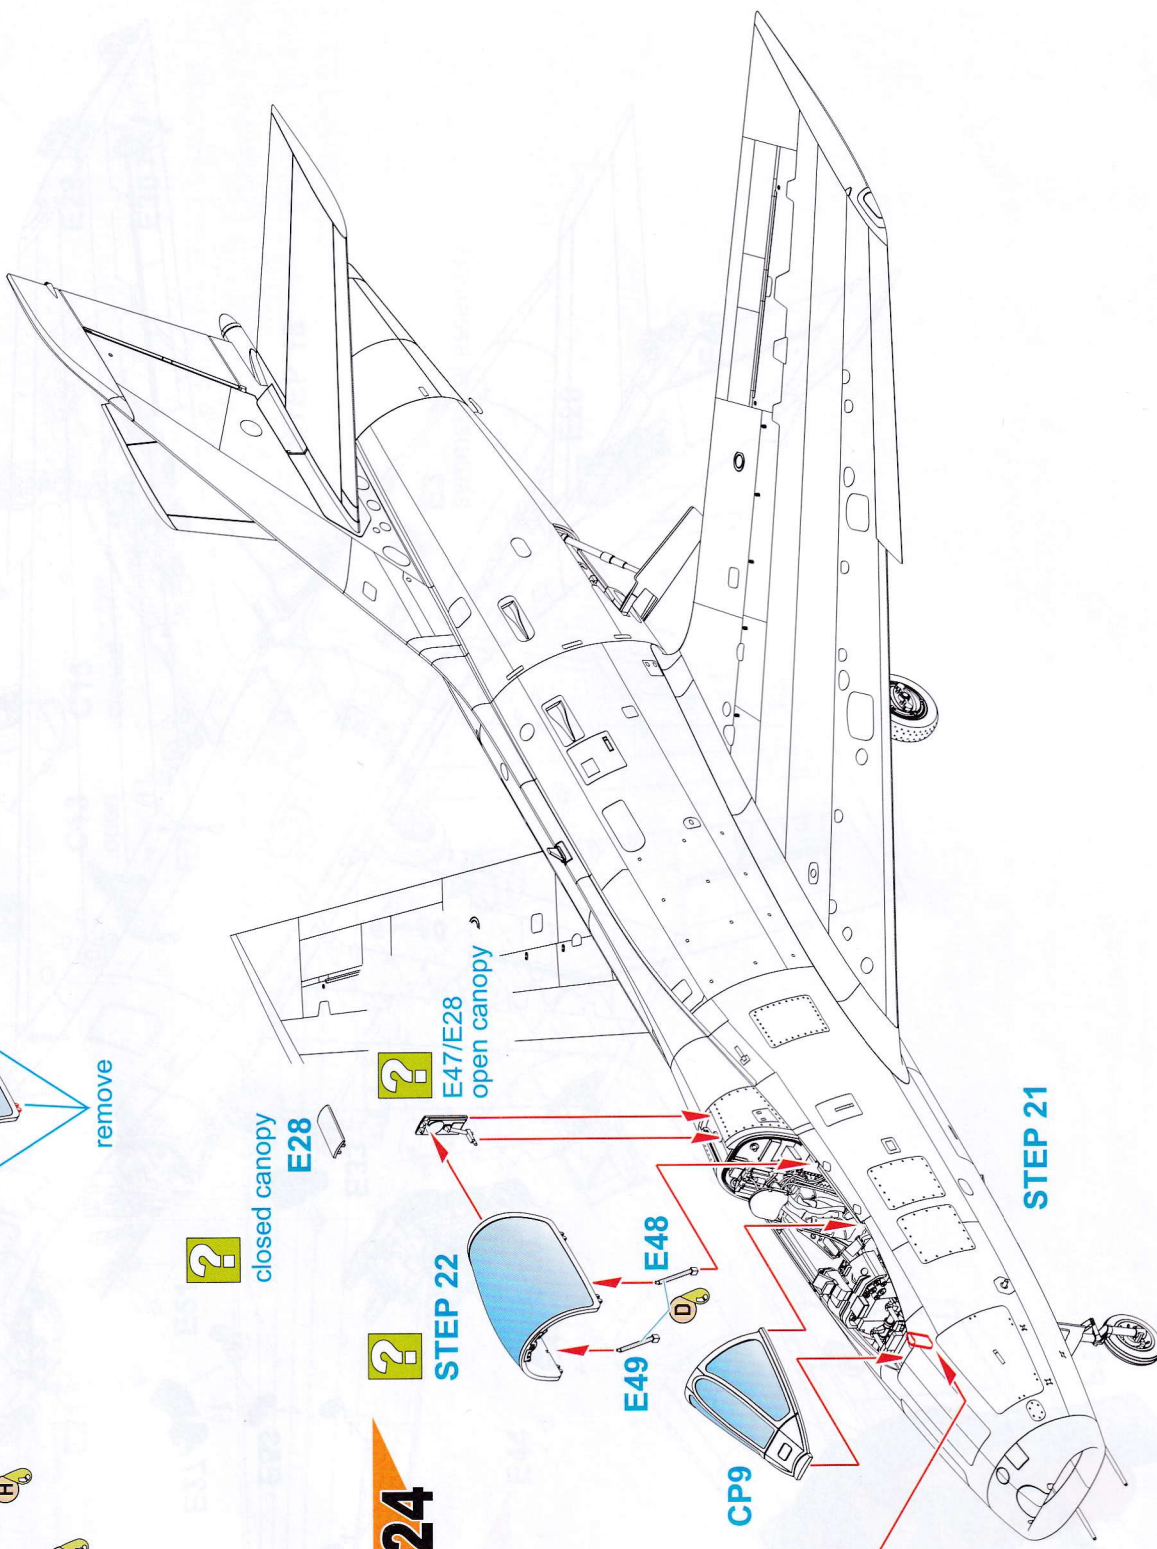 remove
H
?
closed canopy
E28
?
E47/E28
open canopy
?
STEP 22
E48
E49
D
24
CP9
STEP 21